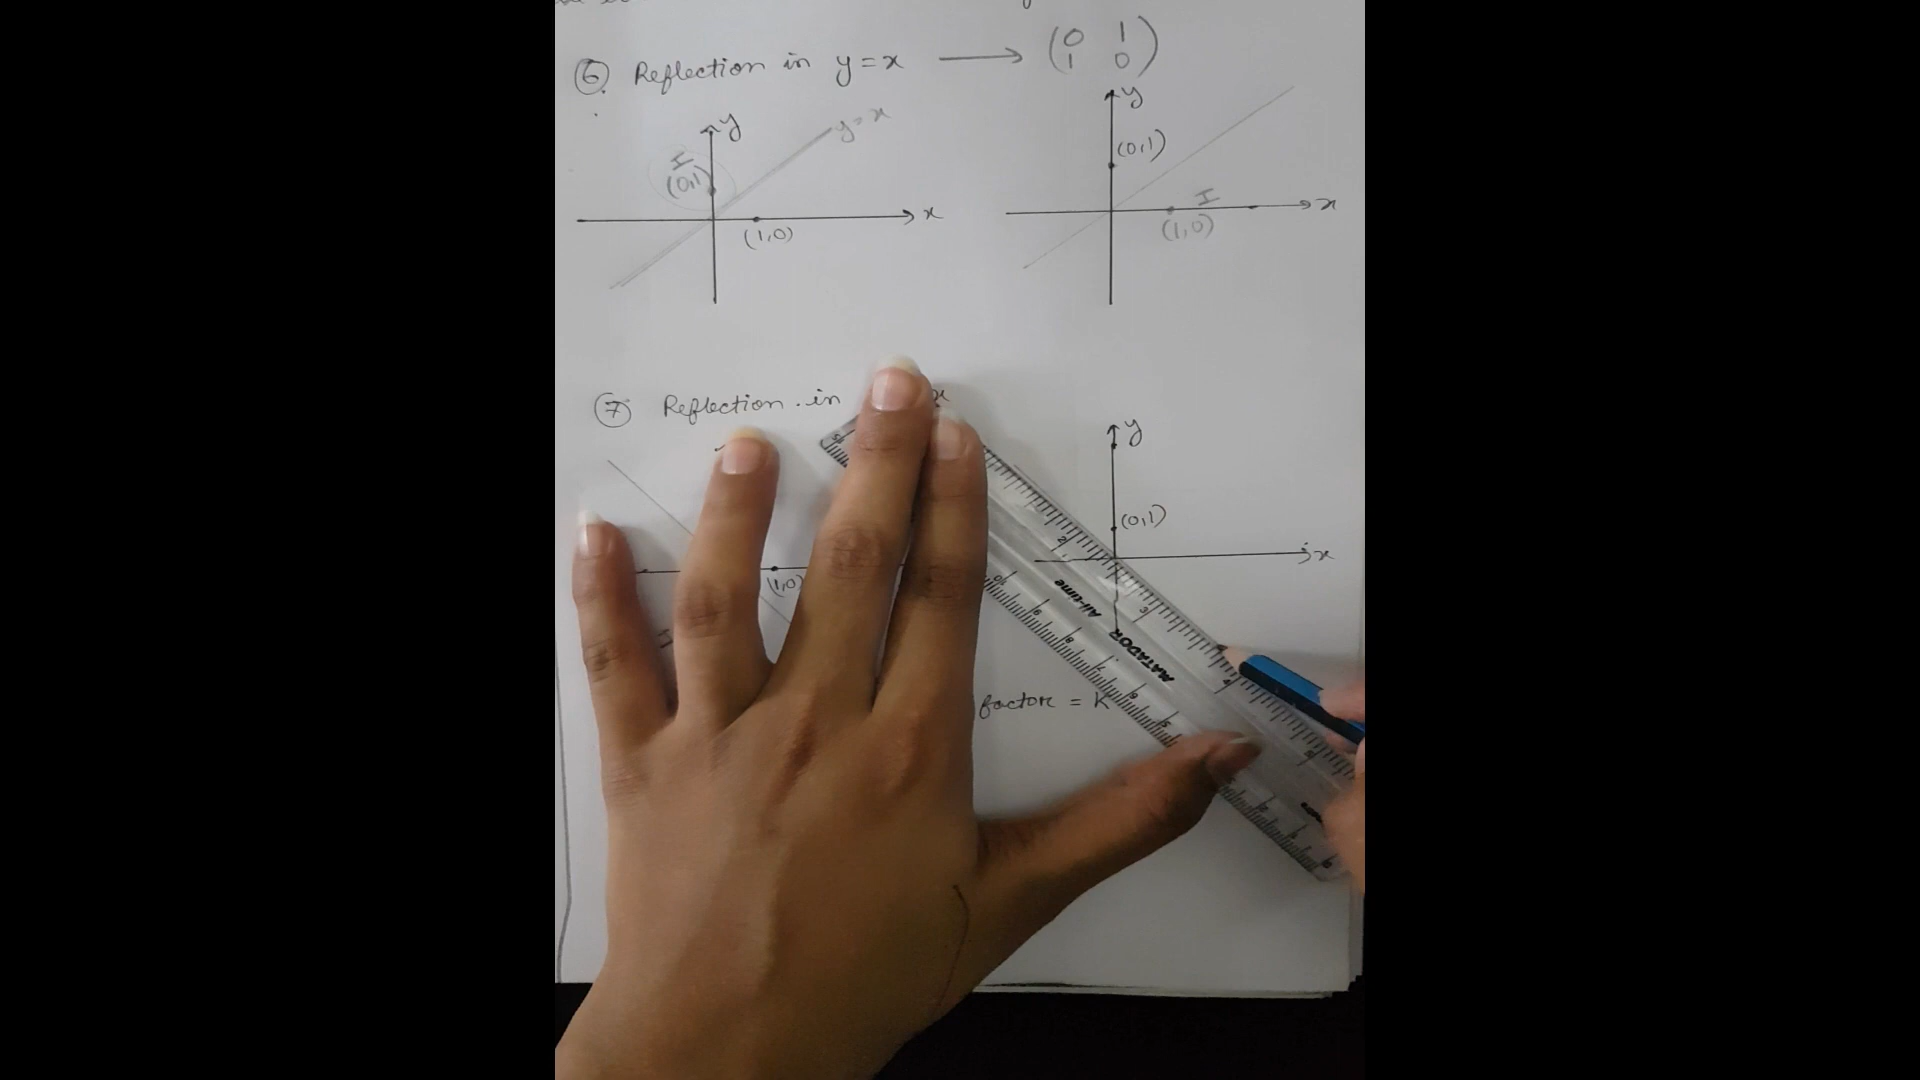 ⑥ Reflection in y = x ⟶ (0 1
1 0)
y
y = x
I
(0,1)
x
(1,0)
y
(0,1)
I
x
(1,0)
⑦ Reflection in x
(1,0)
I
y
(0,1)
x
factor = K
MATADOR
All-time